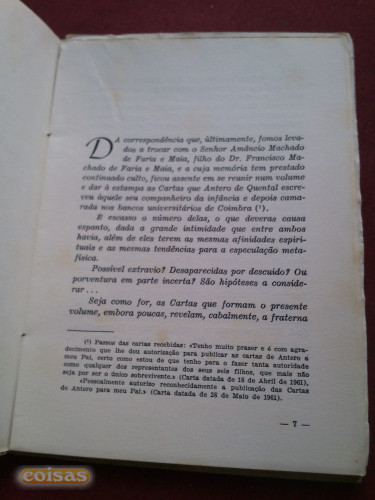 DA correspondência que, ùltimamente, fomos leva-
dos a trocar com o Senhor Amâncio Machado
de Faria e Maia, filho do Dr. Francisco Ma-
chado de Faria e Maia, e a cuja memória tem prestado
continuado culto, ficou assente em se reunir num volume
e dar à estampa as Cartas que Antero de Quental escre-
veu àquele seu companheiro da infância e depois cama-
rada nos bancos universitários de Coimbra (¹).
É escasso o número delas, o que deveras causa
espanto, dada a grande intimidade que entre ambos
havia, além de eles terem as mesmas afinidades espiri-
tuais e as mesmas tendências para a especulação meta-
física.
Possível extravio? Desaparecidas por descuido? Ou
porventura em parte incerta? São hipóteses a conside-
rar...
Seja como for, as Cartas que formam o presente
volume, embora poucas, revelam, cabalmente, a fraterna
(¹) Passos das cartas recebidas: «Tenho muito prazer e é com agra-
decimento que lhe dou autorização para publicar as cartas de Antero a
meu Pai, certo como estou de que tenho para o fazer tanta autoridade
como qualquer dos representantes dos seus seis filhos, que mais não
seja por ser o único sobrevivente.» (Carta datada de 18 de Abril de 1961).
«Pessoalmente autorizo reconhecidamente a publicação das Cartas
de Antero para meu Pai.» (Carta datada de 28 de Maio de 1961).
— 7 —
coisas